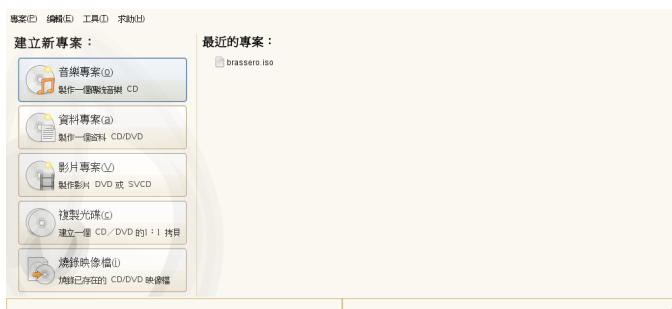 專案(P) 編輯(E) 工具(T) 求助(H)
建立新專案：
音樂專案(o)
製作一個傳統音樂 CD
資料專案(a)
製作一個資料 CD/DVD
影片專案(V)
製作影片 DVD 或 SVCD
複製光碟(c)
建立一個 CD／DVD 的1：1 拷貝
燒錄映像檔(i)
燒錄已存在的 CD/DVD 映像檔
最近的專案：
brassero.iso